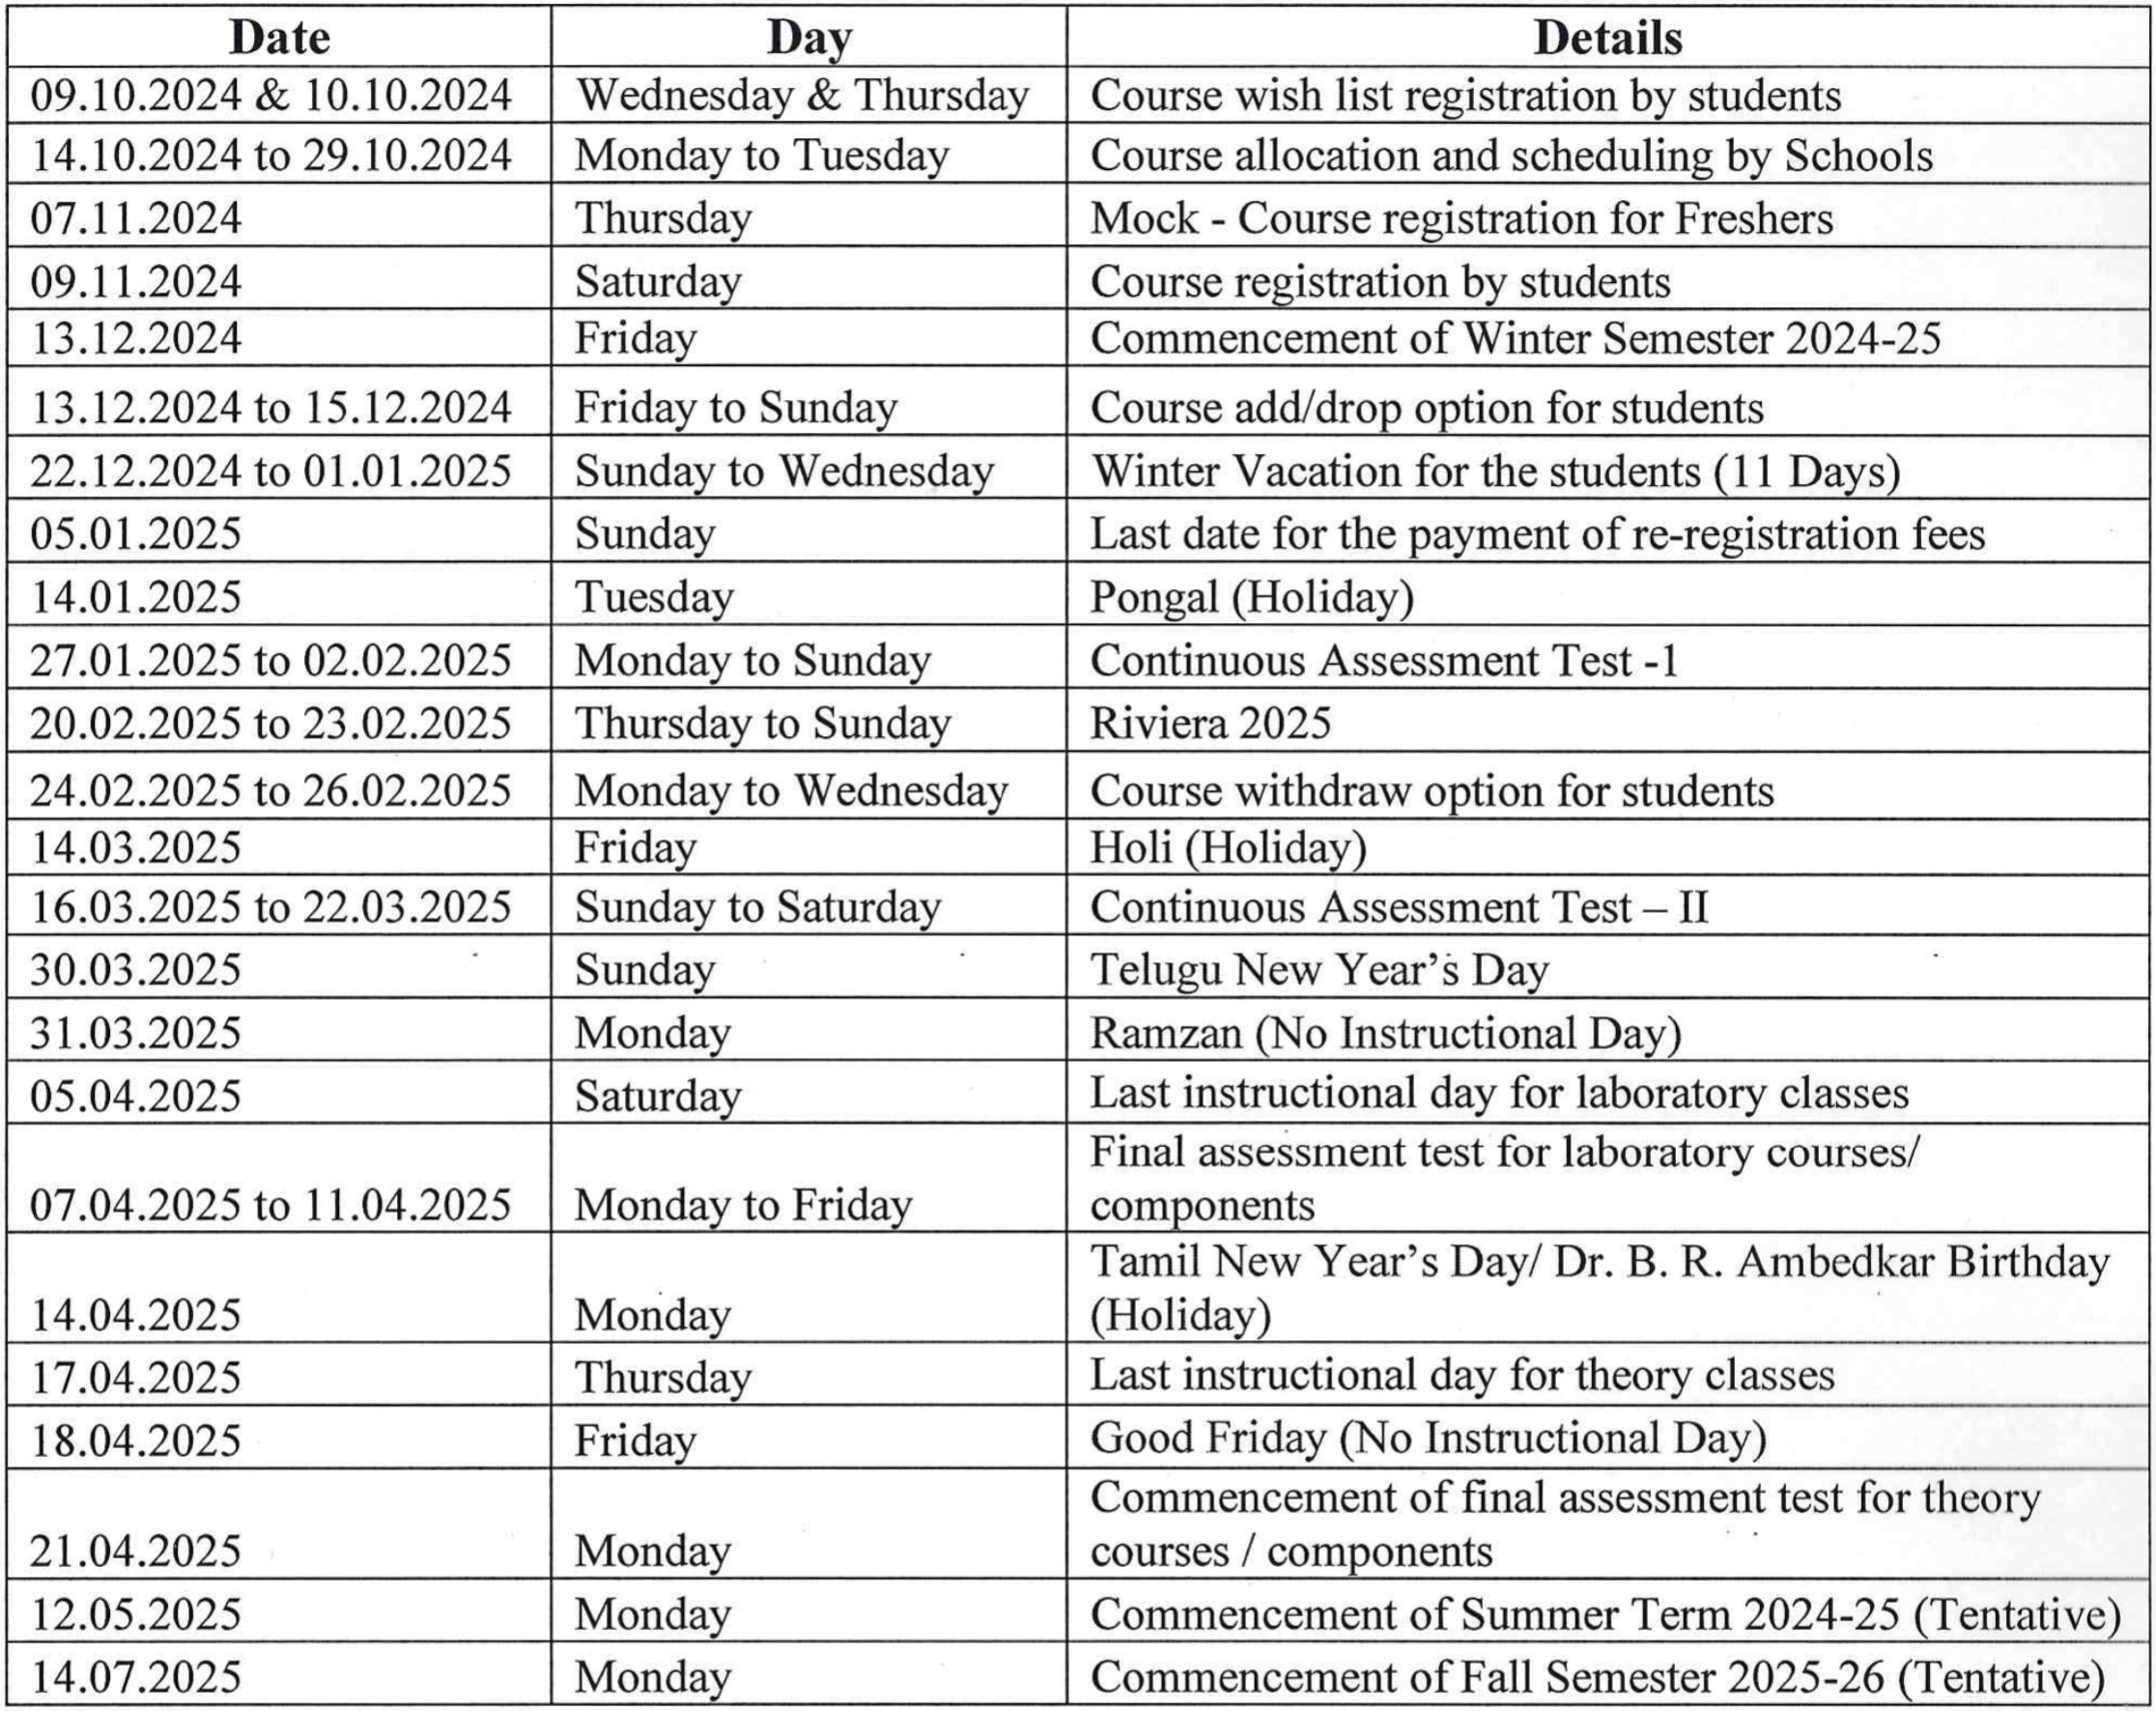 Date Day Details
09.10.2024 & 10.10.2024 Wednesday & Thursday Course wish list registration by students
14.10.2024 to 29.10.2024 Monday to Tuesday Course allocation and scheduling by Schools
07.11.2024 Thursday Mock - Course registration for Freshers
09.11.2024 Saturday Course registration by students
13.12.2024 Friday Commencement of Winter Semester 2024-25
13.12.2024 to 15.12.2024 Friday to Sunday Course add/drop option for students
22.12.2024 to 01.01.2025 Sunday to Wednesday Winter Vacation for the students (11 Days)
05.01.2025 Sunday Last date for the payment of re-registration fees
14.01.2025 Tuesday Pongal (Holiday)
27.01.2025 to 02.02.2025 Monday to Sunday Continuous Assessment Test -1
20.02.2025 to 23.02.2025 Thursday to Sunday Riviera 2025
24.02.2025 to 26.02.2025 Monday to Wednesday Course withdraw option for students
14.03.2025 Friday Holi (Holiday)
16.03.2025 to 22.03.2025 Sunday to Saturday Continuous Assessment Test – II
30.03.2025 Sunday Telugu New Year’s Day
31.03.2025 Monday Ramzan (No Instructional Day)
05.04.2025 Saturday Last instructional day for laboratory classes
Final assessment test for laboratory courses/
07.04.2025 to 11.04.2025 Monday to Friday components
Tamil New Year’s Day/ Dr. B. R. Ambedkar Birthday
14.04.2025 Monday (Holiday)
17.04.2025 Thursday Last instructional day for theory classes
18.04.2025 Friday Good Friday (No Instructional Day)
Commencement of final assessment test for theory
21.04.2025 Monday courses / components
12.05.2025 Monday Commencement of Summer Term 2024-25 (Tentative)
14.07.2025 Monday Commencement of Fall Semester 2025-26 (Tentative)